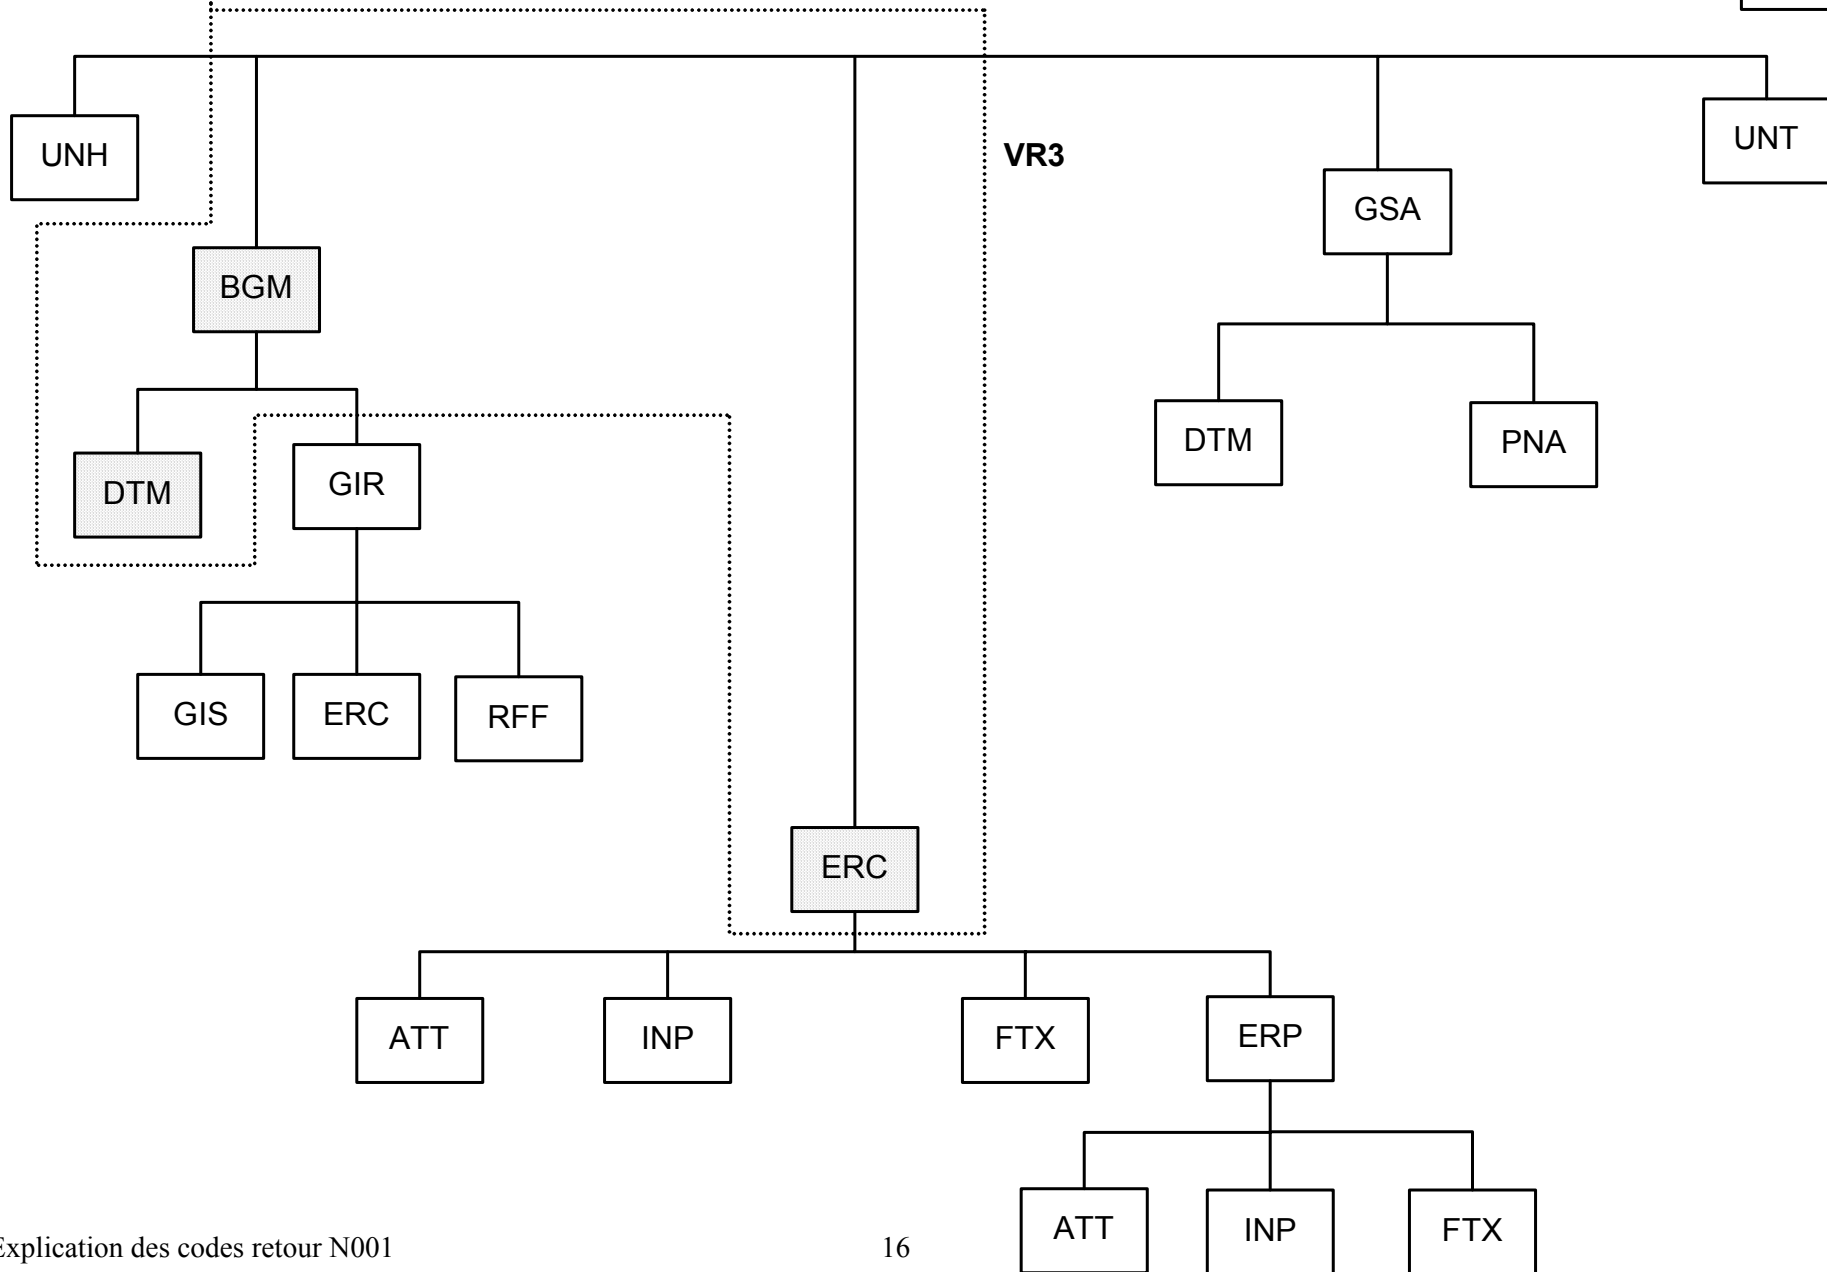 UNH
VR3
UNT
GSA
BGM
DTM
PNA
DTM
GIR
GIS
ERC
RFF
ERC
ATT
INP
FTX
ERP
ATT
INP
FTX
Explication des codes retour N001
16